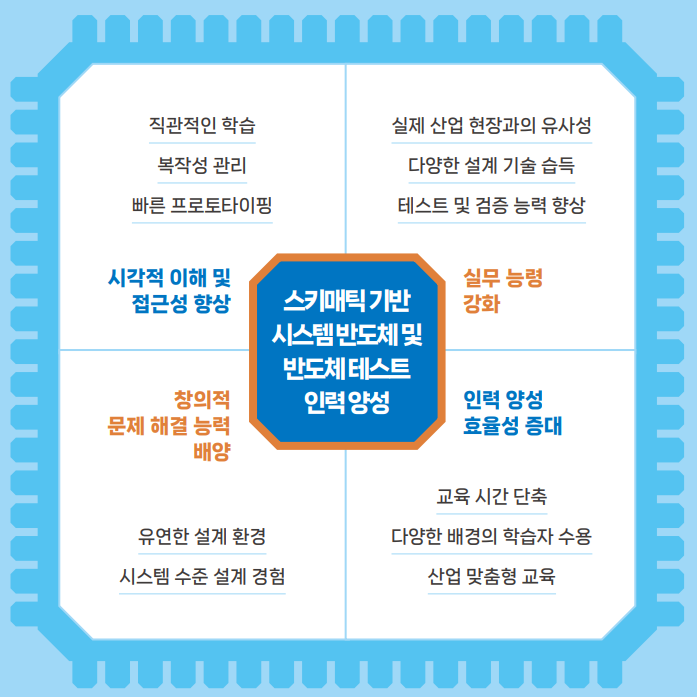 직관적인 학습
복작성 관리
빠른 프로토타이핑
시각적 이해 및
접근성 향상
실제 산업 현장과의 유사성
다양한 설계 기술 습득
테스트 및 검증 능력 향상
실무 능령
강화
스키매틱 기반
시스템 반도체 및
반도체 테스트
인력 양성
창의적
문제 해결 능력
배양
유연한 설계 환경
시스템 수준 설계 경험
인력 양성
효율성 증대
교육 시간 단축
다양한 배경의 학습자 수용
산업 맞춤형 교육